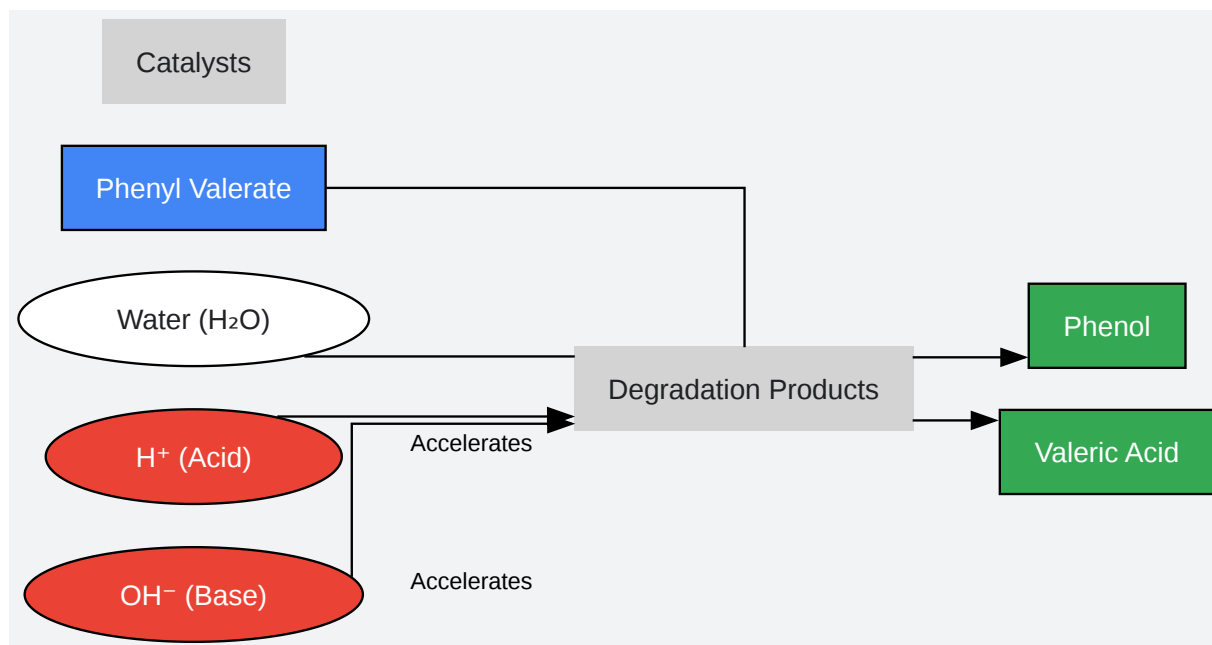 Catalysts
Phenyl Valerate
Water (H₂O)
Phenol
Degradation Products
Accelerates
H⁺ (Acid)
Valeric Acid
Accelerates
OH⁻ (Base)